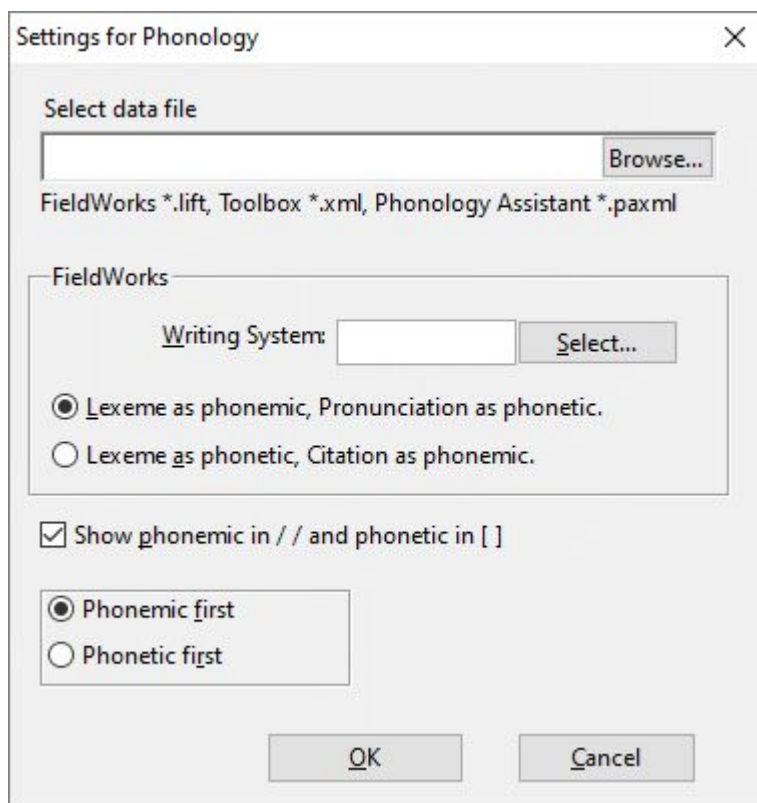 Settings for Phonology
Select data file
Browse...
FieldWorks *.lift, Toolbox *.xml, Phonology Assistant *.paxml
FieldWorks
Writing System:
Select...
Lexeme as phonemic, Pronunciation as phonetic.
Lexeme as phonetic, Citation as phonemic.
Show phonemic in / / and phonetic in [ ]
Phonemic first
Phonetic first
OK
Cancel